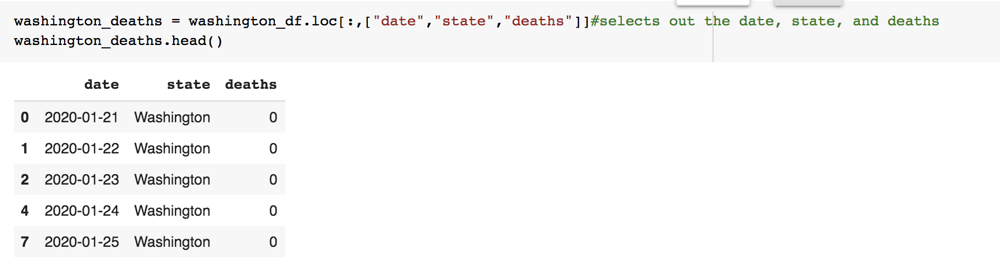 washington_deaths = washington_df.loc[:,["date","state","deaths"]]#selects out the date, state, and deaths
washington_deaths.head()
date state deaths
0 2020-01-21 Washington 0
1 2020-01-22 Washington 0
2 2020-01-23 Washington 0
4 2020-01-24 Washington 0
7 2020-01-25 Washington 0